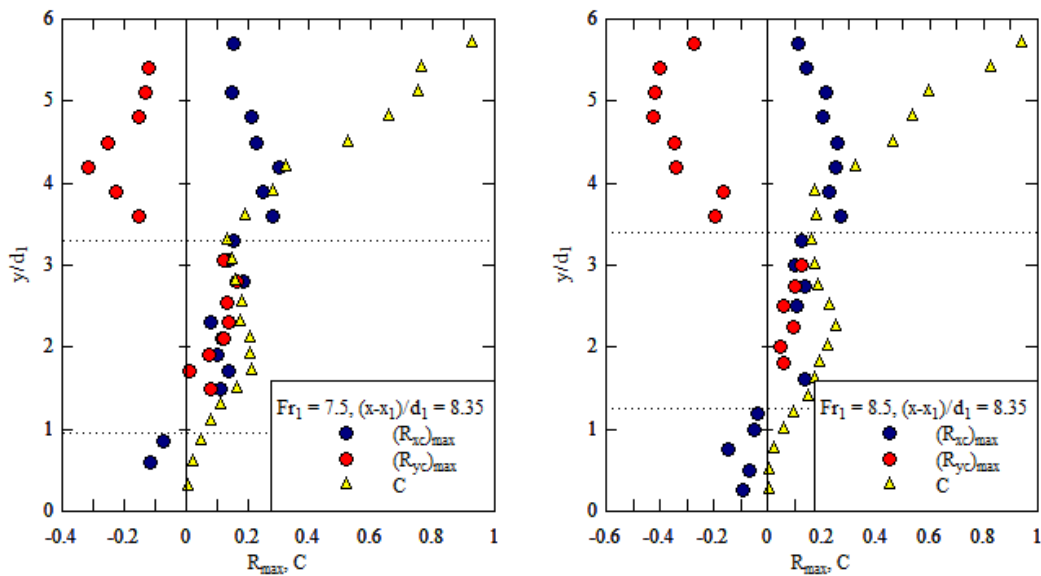 6
5
4
3
2
1
0
y/d1
-0.4 -0.2 0 0.2 0.4 0.6 0.8 1
Rmax, C
Fr1 = 7.5, (x-x1)/d1 = 8.35
(Rxc)max
(Ryc)max
C
6
5
4
3
2
1
0
y/d1
-0.6 -0.4 -0.2 0 0.2 0.4 0.6 0.8 1
Rmax, C
Fr1 = 8.5, (x-x1)/d1 = 8.35
(Rxc)max
(Ryc)max
C